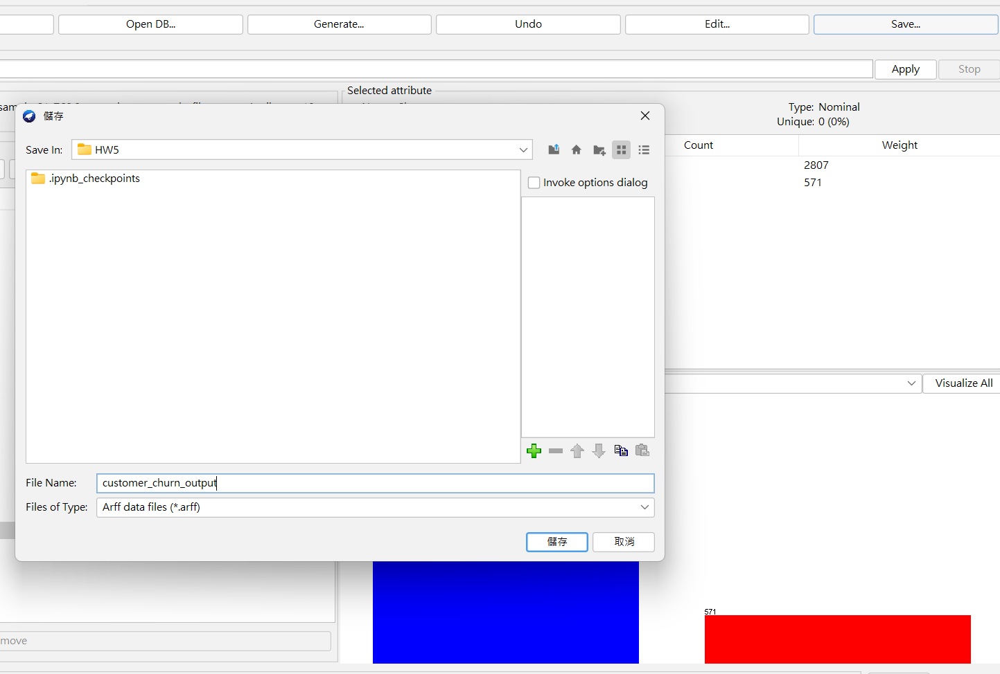 Open DB...
Generate...
Undo
Edit...
Save...
Apply
Stop
Selected attribute
Type: Nominal
Unique: 0 (0%)
Count
Weight
2807
571
儲存
Save In:
HW5
.ipynb_checkpoints
Invoke options dialog
File Name:
customer_churn_output
Files of Type:
Arff data files (*.arff)
儲存
取消
Visualize All
571
move